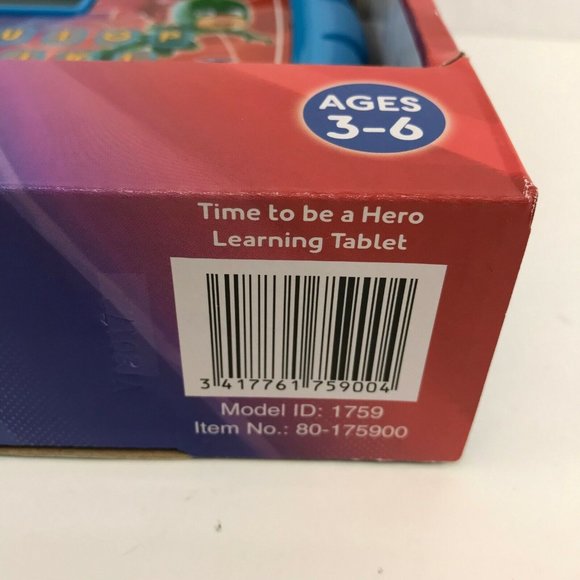 AGES
3-6
Time to be a Hero
Learning Tablet
3 417761 759004
Model ID: 1759
Item No.: 80-175900